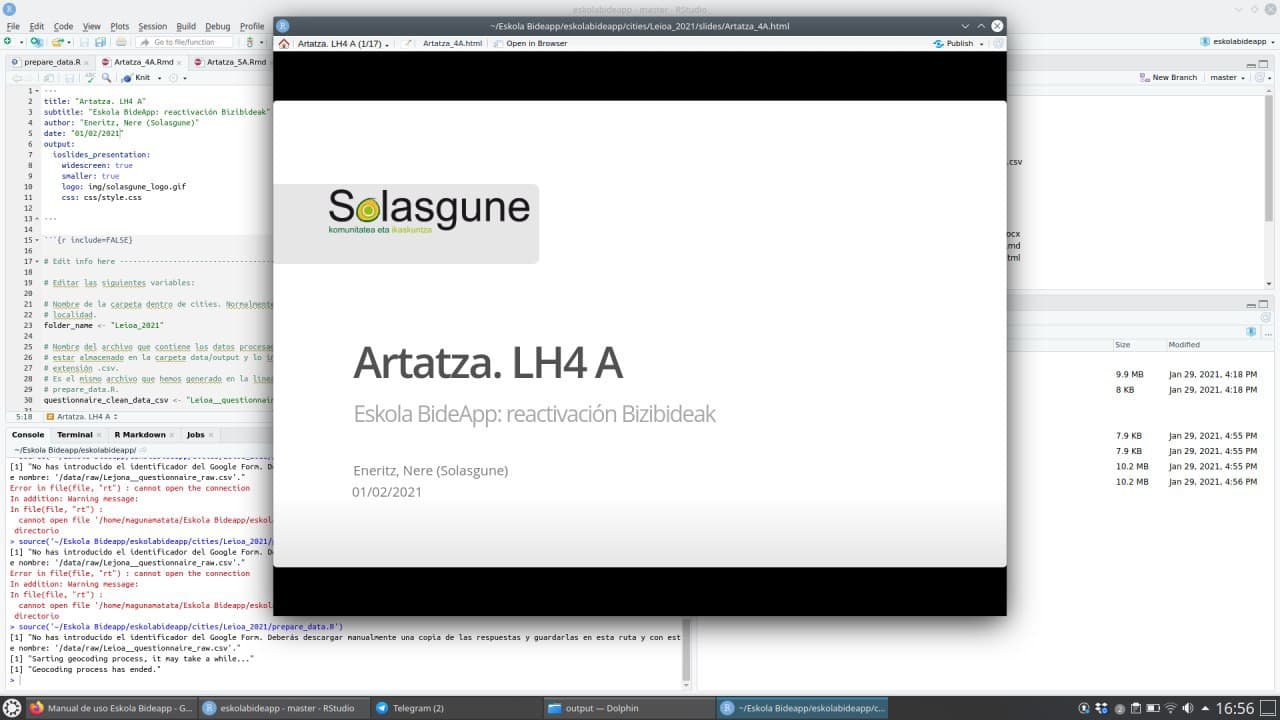 eskolabideapp - master - RStudio
File Edit Code View Plots Session Build Debug Profile
Go to file/function
eskolabideapp
prepare_data.R Artatza_4A.Rmd Artatza_5A.Rmd
Knit
New Branch master
1 ---
2 title: "Artatza. LH4 A"
3 subtitle: "Eskola BideApp: reactivación Bizibideak"
4 author: "Eneritz, Nere (Solasgune)"
5 date: "01/02/2021"
6 output:
7 ioslides_presentation:
8 widescreen: true
9 smaller: true
10 logo: img/solasgune_logo.gif
11 css: css/style.css
12
13 ---
14
15 ```{r include=FALSE}
16
17 # Edit info here
18
19 # Editar las siguientes variables:
20
21 # Nombre de la carpeta dentro de cities. Normalmente
22 # localidad.
23 folder_name <- "Leioa_2021"
24
25 # Nombre del archivo que contiene los datos procesad
26 # estar almacenado en la carpeta data/output y lo i
27 # extensión .csv.
28 # Es el mismo archivo que hemos generado en la líne
29 # prepare_data.R.
30 questionnaire_clean_data_csv <- "Leioa__questionnair
31
5:18 Artatza. LH4 A
Console Terminal R Markdown Jobs
~/Eskola Bideapp/eskolabideapp/
[1] "No has introducido el identificador del Google Form. De
e nombre: '/data/raw/Lejona__questionnaire_raw.csv'."
Error in file(file, "rt") : cannot open the connection
In addition: Warning message:
In file(file, "rt") :
cannot open file '/home/magunamatata/Eskola Bideapp/eskol
directorio
> source('~/Eskola Bideapp/eskolabideapp/cities/Leioa_2021/p
[1] "No has introducido el identificador del Google Form. De
e nombre: '/data/raw/Lejona__questionnaire_raw.csv'."
Error in file(file, "rt") : cannot open the connection
In addition: Warning message:
In file(file, "rt") :
cannot open file '/home/magunamatata/Eskola Bideapp/eskol
directorio
> source('~/Eskola Bideapp/eskolabideapp/cities/Leioa_2021/prepare_data.R')
[1] "No has introducido el identificador del Google Form. Deberás descargar manualmente una copia de las respuestas y guardarlas en esta ruta y con est
e nombre: '/data/raw/Leioa__questionnaire_raw.csv'."
[1] "Sarting geocoding process, it may take a while..."
[1] "Geocoding process has ended."
>
~/Eskola Bideapp/eskolabideapp/cities/Leioa_2021/slides/Artatza_4A.html
Artatza. LH4 A (1/17) Artatza_4A.html Open in Browser Publish
Solasgune
komunitatea eta ikaskuntza
Artatza. LH4 A
Eskola BideApp: reactivación Bizibideak
Eneritz, Nere (Solasgune)
01/02/2021
.csv
ocx
md
tml
Size Modified
9.9 MB Jan 29, 2021, 4:18 PM
8 KB Jan 29, 2021, 4:18 PM
7.9 KB Jan 29, 2021, 4:55 PM
7.9 KB Jan 29, 2021, 4:55 PM
10.2 MB Jan 29, 2021, 4:55 PM
10.2 MB Jan 29, 2021, 4:56 PM
Manual de uso Eskola Bideapp - G... eskolabideapp - master - RStudio Telegram (2) output — Dolphin ~/Eskola Bideapp/eskolabideapp/c... 16:56